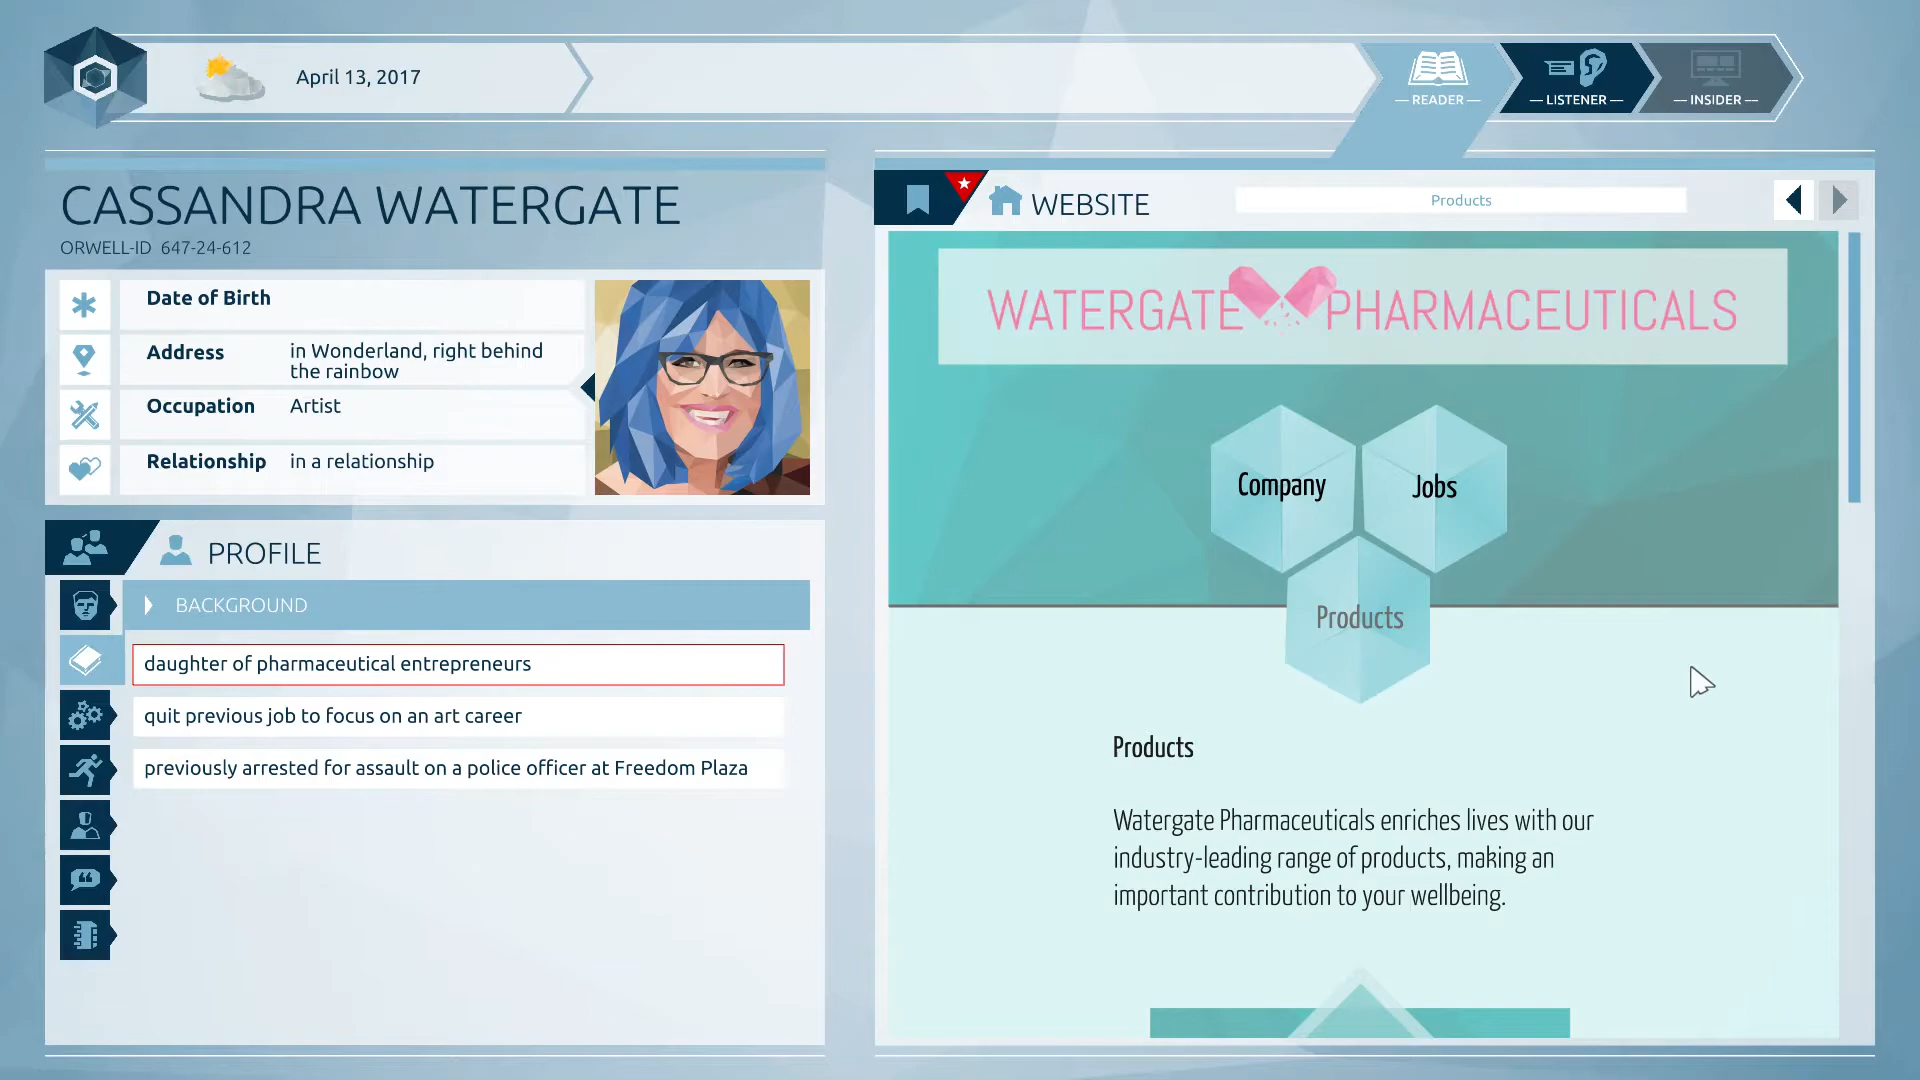 April 13, 2017
READER
LISTENER
INSIDER
CASSANDRA WATERGATE
ORWELL-ID 647-24-612
Date of Birth
Address in Wonderland, right behind
the rainbow
Occupation Artist
Relationship in a relationship
PROFILE
BACKGROUND
daughter of pharmaceutical entrepreneurs
quit previous job to focus on an art career
previously arrested for assault on a police officer at Freedom Plaza
WEBSITE
Products
WATERGATE PHARMACEUTICALS
Company
Jobs
Products
Products
Watergate Pharmaceuticals enriches lives with our
industry-leading range of products, making an
important contribution to your wellbeing.